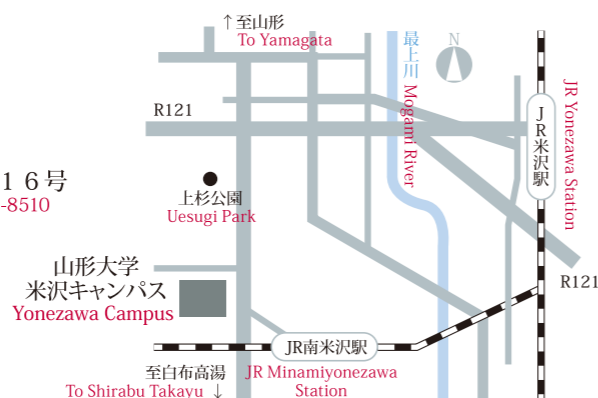 ↑至山形
To Yamagata
最上川
Mogami River
N
R121
JR米沢駅
JR Yonezawa Station
１６号
-8510
上杉公園
Uesugi Park
山形大学
米沢キャンパス
Yonezawa Campus
R121
JR南米沢駅
JR Minamiyonezawa
Station
至白布高湯
To Shirabu Takayu ↓